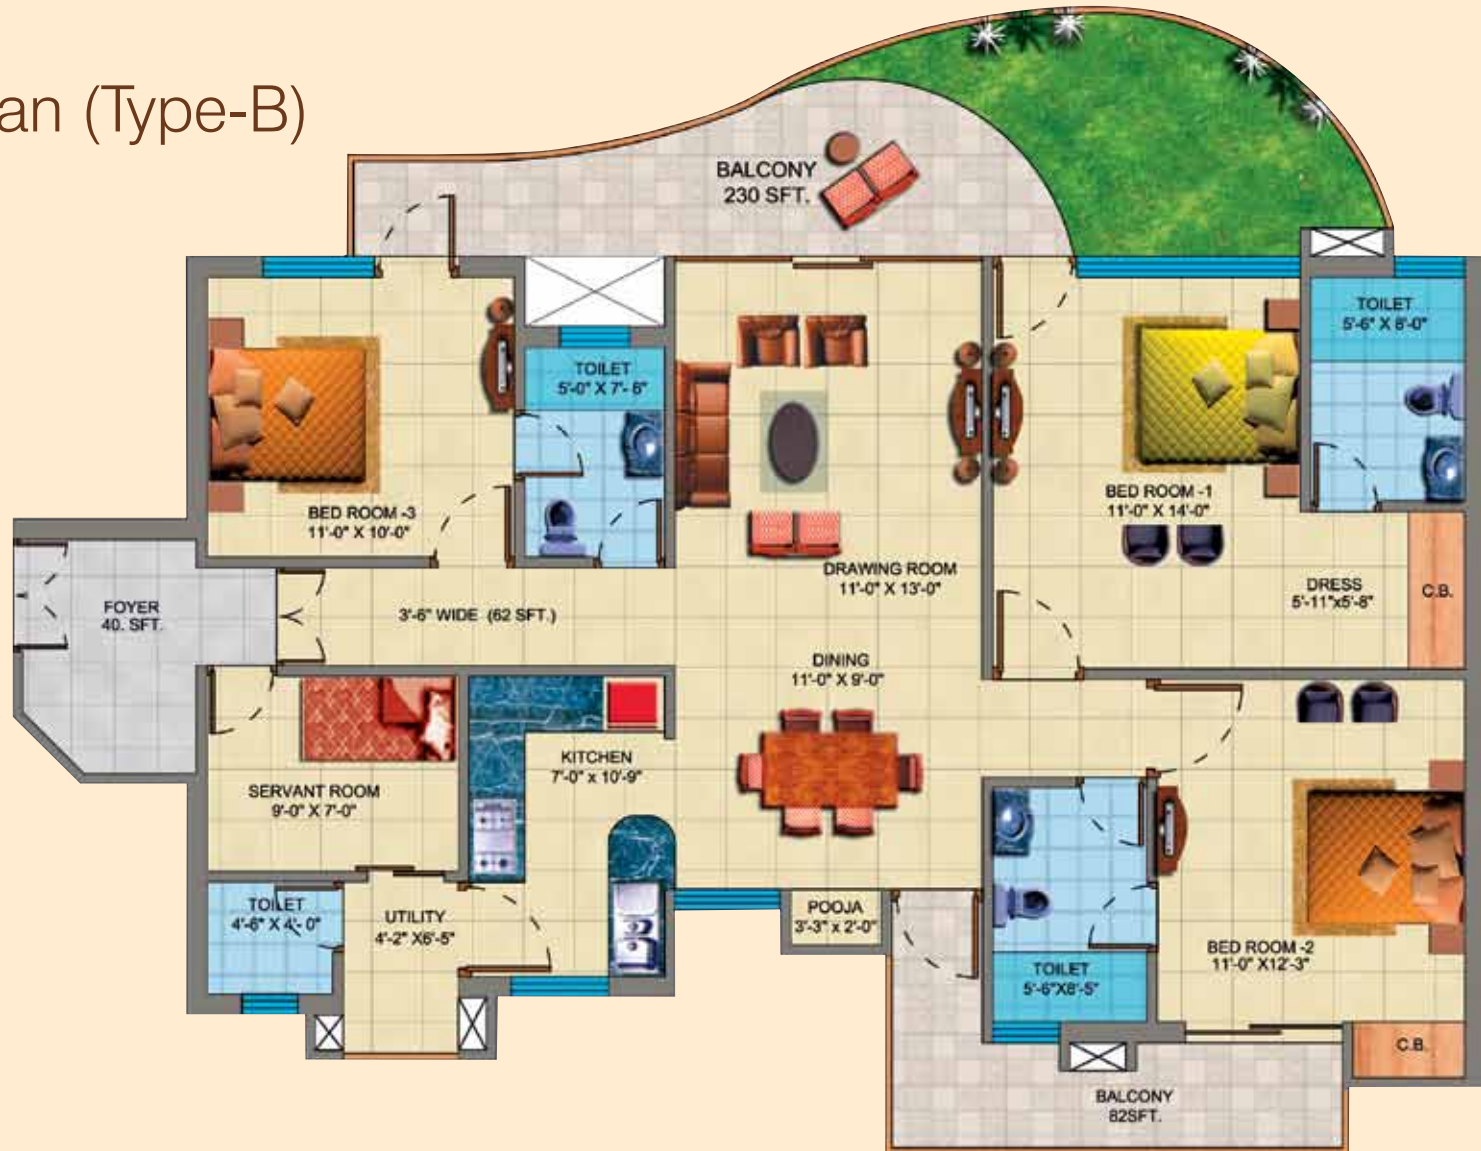 an (Type-B)
BALCONY
230 SFT.
TOILET
5'-6" X 8'-0"
TOILET
5'-0" X 7'- 6"
BED ROOM -1
11'-0" X 14'-0"
BED ROOM -3
11'-0" X 10'-0"
DRAWING ROOM
11'-0" X 13'-0"
DRESS
5'-11"x5'-8"
C.B.
FOYER
40. SFT.
3'-6" WIDE (62 SFT.)
DINING
11'-0" X 9'-0"
KITCHEN
7'-0" x 10'-9"
SERVANT ROOM
9'-0" X 7'-0"
TOILET
4'-6" X 4'- 0"
UTILITY
4'-2" X6'-5"
POOJA
3'-3" x 2'-0"
BED ROOM -2
11'-0" X12'-3"
TOILET
5'-6"X8'-5"
C.B.
BALCONY
82SFT.